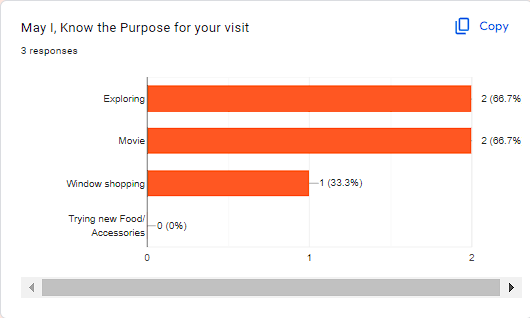 May I, Know the Purpose for your visit
Copy
3 responses
Exploring
2 (66.7%
Movie
2 (66.7%
Window shopping
1 (33.3%)
Trying new Food/
Accessories
0 (0%)
0
1
2